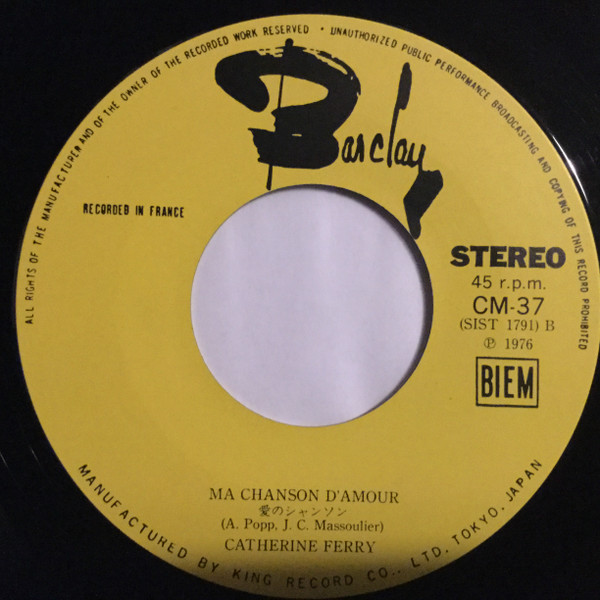 ALL RIGHTS OF THE MANUFACTURER AND OF THE OWNER OF THE RECORDED WORK RESERVED • UNAUTHORIZED PUBLIC PERFORMANCE BROADCASTING AND COPYING OF THIS RECORD PROHIBITED
Barclay
RECORDED IN FRANCE
STEREO
45 r.p.m.
CM-37
(SIST 1791) B
℗ 1976
BIEM
MA CHANSON D'AMOUR
愛のシャンソン
(A. Popp, J. C. Massoulier)
CATHERINE FERRY
MANUFACTURED BY KING RECORD CO., LTD, TOKYO, JAPAN